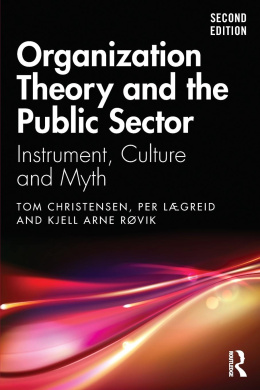 SECOND
EDITION
Organization
Theory and the
Public Sector
Instrument, Culture
and Myth
TOM CHRISTENSEN, PER LÆGREID
AND KJELL ARNE RØVIK
ROUTLEDGE